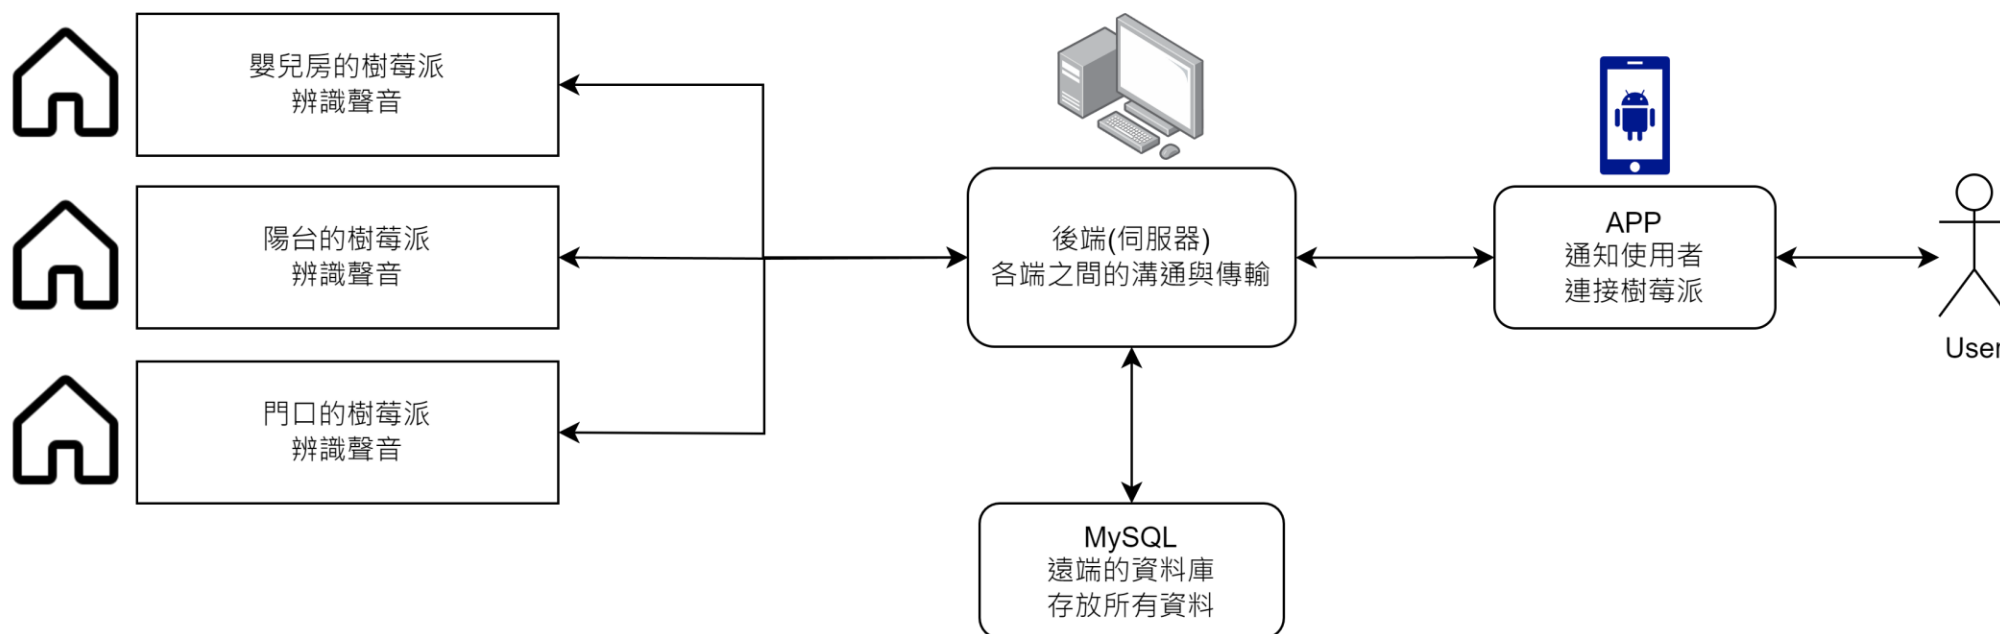 嬰兒房的樹莓派
辨識聲音
陽台的樹莓派
辨識聲音
門口的樹莓派
辨識聲音
後端(伺服器)
各端之間的溝通與傳輸
MySQL
遠端的資料庫
存放所有資料
APP
通知使用者
連接樹莓派
User